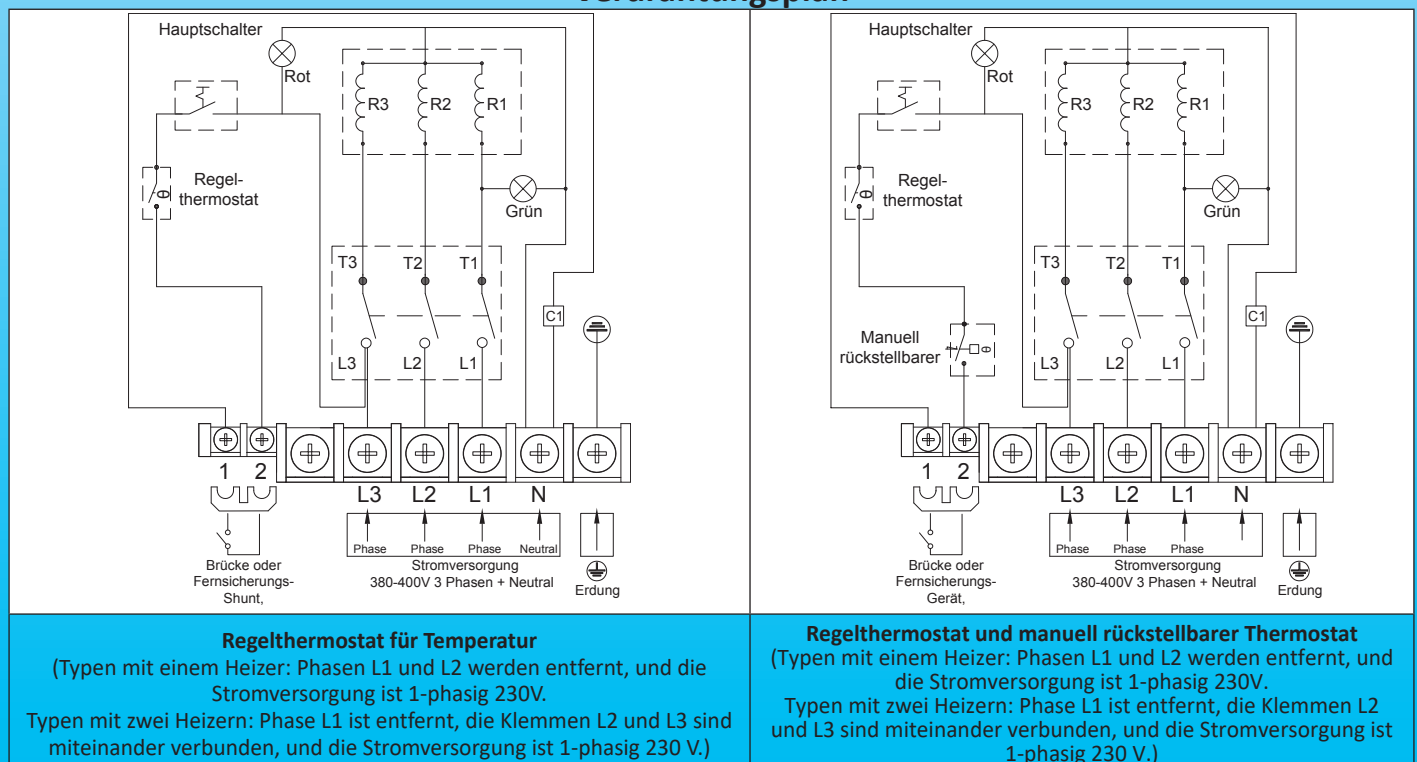 Hauptschalter
Rot
R3 R2 R1
Regel-
thermostat
θ
Grün
T3 T2 T1
C1
L3 L2 L1
1 2 L3 L2 L1 N
Phase Phase Phase Neutral
Brücke oder
Fernsicherungs-
Shunt,
Stromversorgung
380-400V 3 Phasen + Neutral
Erdung
Regelthermostat für Temperatur
(Typen mit einem Heizer: Phasen L1 und L2 werden entfernt, und die
Stromversorgung ist 1-phasig 230V.
Typen mit zwei Heizern: Phase L1 ist entfernt, die Klemmen L2 und L3 sind
miteinander verbunden, und die Stromversorgung ist 1-phasig 230 V.)
Hauptschalter
Rot
R3 R2 R1
Regel-
thermostat
θ
Grün
T3 T2 T1
C1
Manuell
rückstellbarer
θ
L3 L2 L1
1 2 L3 L2 L1 N
Phase Phase Phase
Brücke oder
Fernsicherungs-
Gerät,
Stromversorgung
380-400V 3 Phasen + Neutral
Erdung
Regelthermostat und manuell rückstellbarer Thermostat
(Typen mit einem Heizer: Phasen L1 und L2 werden entfernt, und
die Stromversorgung ist 1-phasig 230V.
Typen mit zwei Heizern: Phase L1 ist entfernt, die Klemmen L2
und L3 sind miteinander verbunden, und die Stromversorgung ist
1-phasig 230 V.)